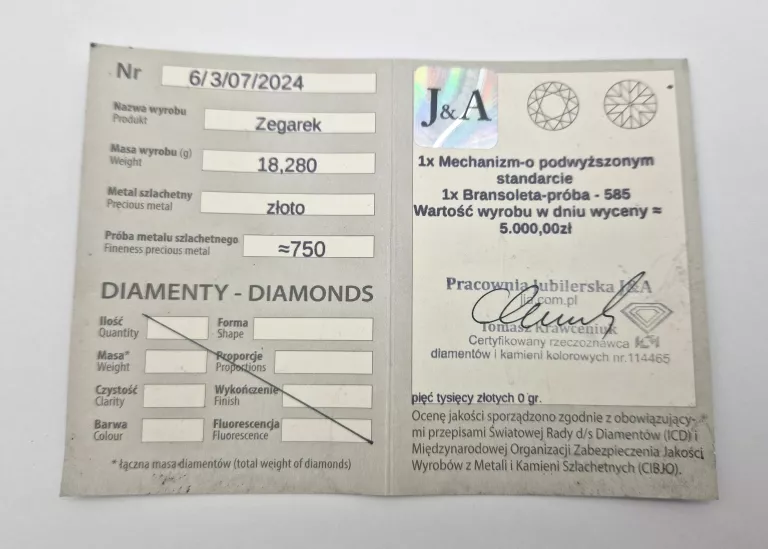 Nr 6/3/07/2024
Nazwa wyrobu
Produkt
Zegarek
Masa wyrobu (g)
Weight
18,280
Metal szlachetny
Precious metal
złoto
Próba metalu szlachetnego
Fineness precious metal
≈750
DIAMENTY - DIAMONDS
Ilość
Quantity
Forma
Shape
Masa*
Weight
Proporcje
Proportions
Czystość
Clarity
Wykończenie
Finish
Barwa
Colour
Fluorescencja
Fluorescence
* łączna masa diamentów (total weight of diamonds)
J&A
1x Mechanizm-o podwyższonym
standarcie
1x Bransoleta-próba - 585
Wartość wyrobu w dniu wyceny ≈
5.000,00zł
Pracownia Jubilerska J&A
jia.com.pl
Tomasz Krawceniuk
Certyfikowany rzeczoznawca
diamentów i kamieni kolorowych nr.114465
pięć tysięcy złotych 0 gr.
Ocenę jakości sporządzono zgodnie z obowiązujący-
mi przepisami Światowej Rady d/s Diamentów (ICD) i
Międzynarodowej Organizacji Zabezpieczenia Jakości
Wyrobów z Metali i Kamieni Szlachetnych (CIBJO).